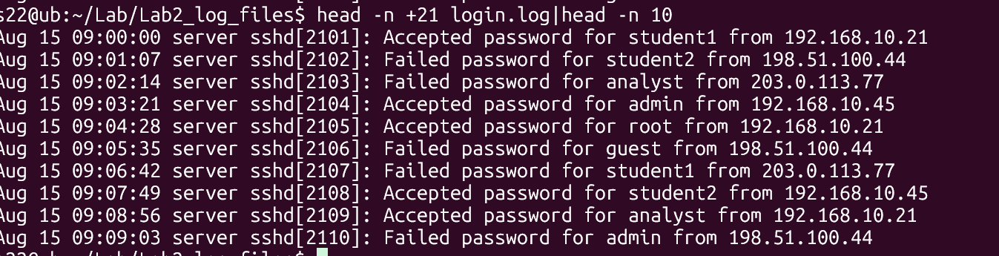 s22@ub:~/Lab/Lab2_log_files$ head -n +21 login.log|head -n 10
Aug 15 09:00:00 server sshd[2101]: Accepted password for student1 from 192.168.10.21
Aug 15 09:01:07 server sshd[2102]: Failed password for student2 from 198.51.100.44
Aug 15 09:02:14 server sshd[2103]: Failed password for analyst from 203.0.113.77
Aug 15 09:03:21 server sshd[2104]: Accepted password for admin from 192.168.10.45
Aug 15 09:04:28 server sshd[2105]: Accepted password for root from 192.168.10.21
Aug 15 09:05:35 server sshd[2106]: Failed password for guest from 198.51.100.44
Aug 15 09:06:42 server sshd[2107]: Failed password for student1 from 203.0.113.77
Aug 15 09:07:49 server sshd[2108]: Accepted password for student2 from 192.168.10.45
Aug 15 09:08:56 server sshd[2109]: Accepted password for analyst from 192.168.10.21
Aug 15 09:09:03 server sshd[2110]: Failed password for admin from 198.51.100.44